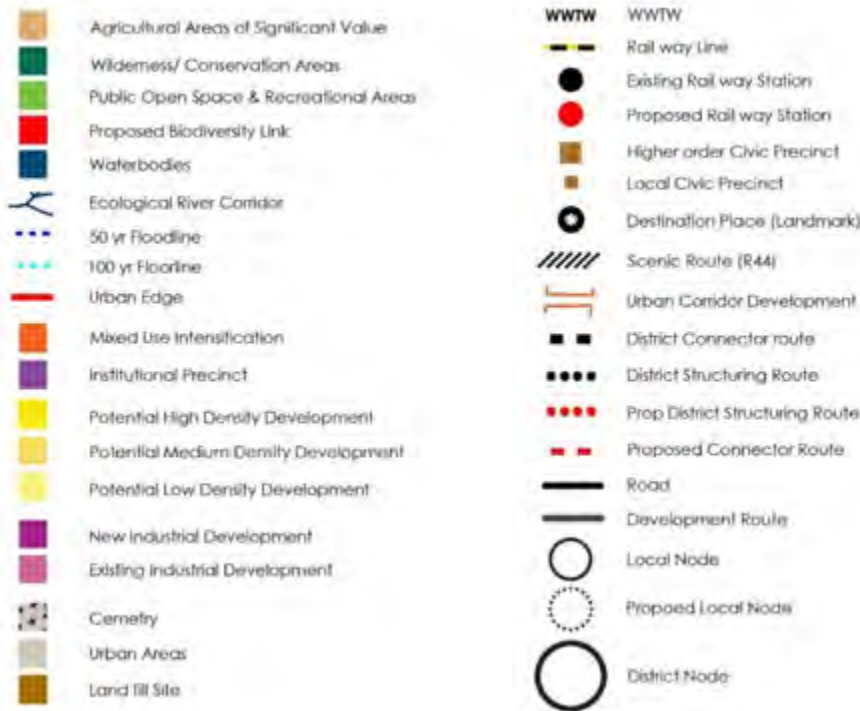 Agricultural Areas of Significant Value
Wilderness/ Conservation Areas
Public Open Space & Recreational Areas
Proposed Biodiversity Link
Waterbodies
Ecological River Corridor
50 yr Floodline
100 yr Floorline
Urban Edge
Mixed Use Intensification
Institutional Precinct
Potential High Density Development
Potential Medium Density Development
Potential Low Density Development
New Industrial Development
Existing Industrial Development
Cemetry
Urban Areas
Land fill Site
WWTW WWTW
Rail way Line
Existing Rail way Station
Proposed Rail way Station
Higher order Civic Precinct
Local Civic Precinct
Destination Place (Landmark)
Scenic Route (R44)
Urban Corridor Development
District Connector route
District Structuring Route
Prop District Structuring Route
Proposed Connector Route
Road
Development Route
Local Node
Propoed Local Node
District Node